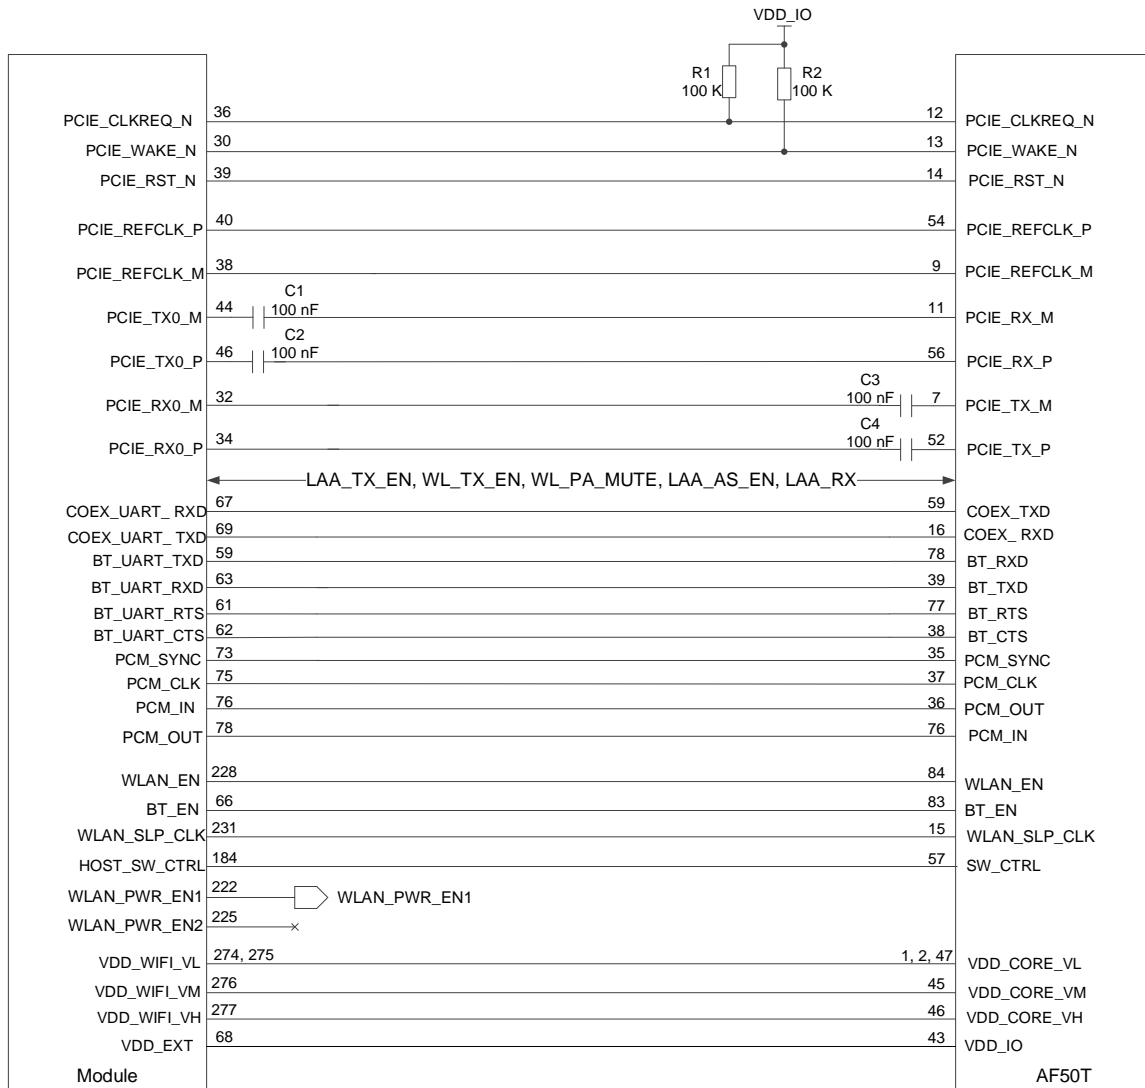 VDD_IO
R1
100 K
R2
100 K
PCIE_CLKREQ_N 36 12 PCIE_CLKREQ_N
PCIE_WAKE_N 30 13 PCIE_WAKE_N
PCIE_RST_N 39 14 PCIE_RST_N
PCIE_REFCLK_P 40 54 PCIE_REFCLK_P
PCIE_REFCLK_M 38 9 PCIE_REFCLK_M
C1
100 nF
PCIE_TX0_M 44 11 PCIE_RX_M
C2
100 nF
PCIE_TX0_P 46 56 PCIE_RX_P
C3
100 nF
PCIE_RX0_M 32 7 PCIE_TX_M
C4
100 nF
PCIE_RX0_P 34 52 PCIE_TX_P
LAA_TX_EN, WL_TX_EN, WL_PA_MUTE, LAA_AS_EN, LAA_RX
COEX_UART_ RXD 67 59 COEX_TXD
COEX_UART_ TXD 69 16 COEX_ RXD
BT_UART_TXD 59 78 BT_RXD
BT_UART_RXD 63 39 BT_TXD
BT_UART_RTS 61 77 BT_RTS
BT_UART_CTS 62 38 BT_CTS
PCM_SYNC 73 35 PCM_SYNC
PCM_CLK 75 37 PCM_CLK
PCM_IN 76 36 PCM_OUT
PCM_OUT 78 76 PCM_IN
WLAN_EN 228 84 WLAN_EN
BT_EN 66 83 BT_EN
WLAN_SLP_CLK 231 15 WLAN_SLP_CLK
HOST_SW_CTRL 184 57 SW_CTRL
WLAN_PWR_EN1 222 WLAN_PWR_EN1
WLAN_PWR_EN2 225
VDD_WIFI_VL 274, 275 1, 2, 47 VDD_CORE_VL
VDD_WIFI_VM 276 45 VDD_CORE_VM
VDD_WIFI_VH 277 46 VDD_CORE_VH
VDD_EXT 68 43 VDD_IO
Module AF50T